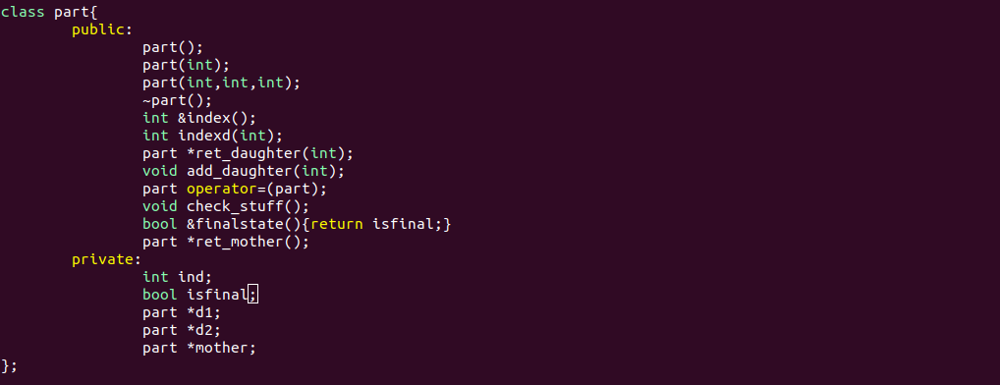 class part{
        public:
                part();
                part(int);
                part(int,int,int);
                ~part();
                int &index();
                int indexd(int);
                part *ret_daughter(int);
                void add_daughter(int);
                part operator=(part);
                void check_stuff();
                bool &finalstate(){return isfinal;}
                part *ret_mother();
        private:
                int ind;
                bool isfinal;
                part *d1;
                part *d2;
                part *mother;
};